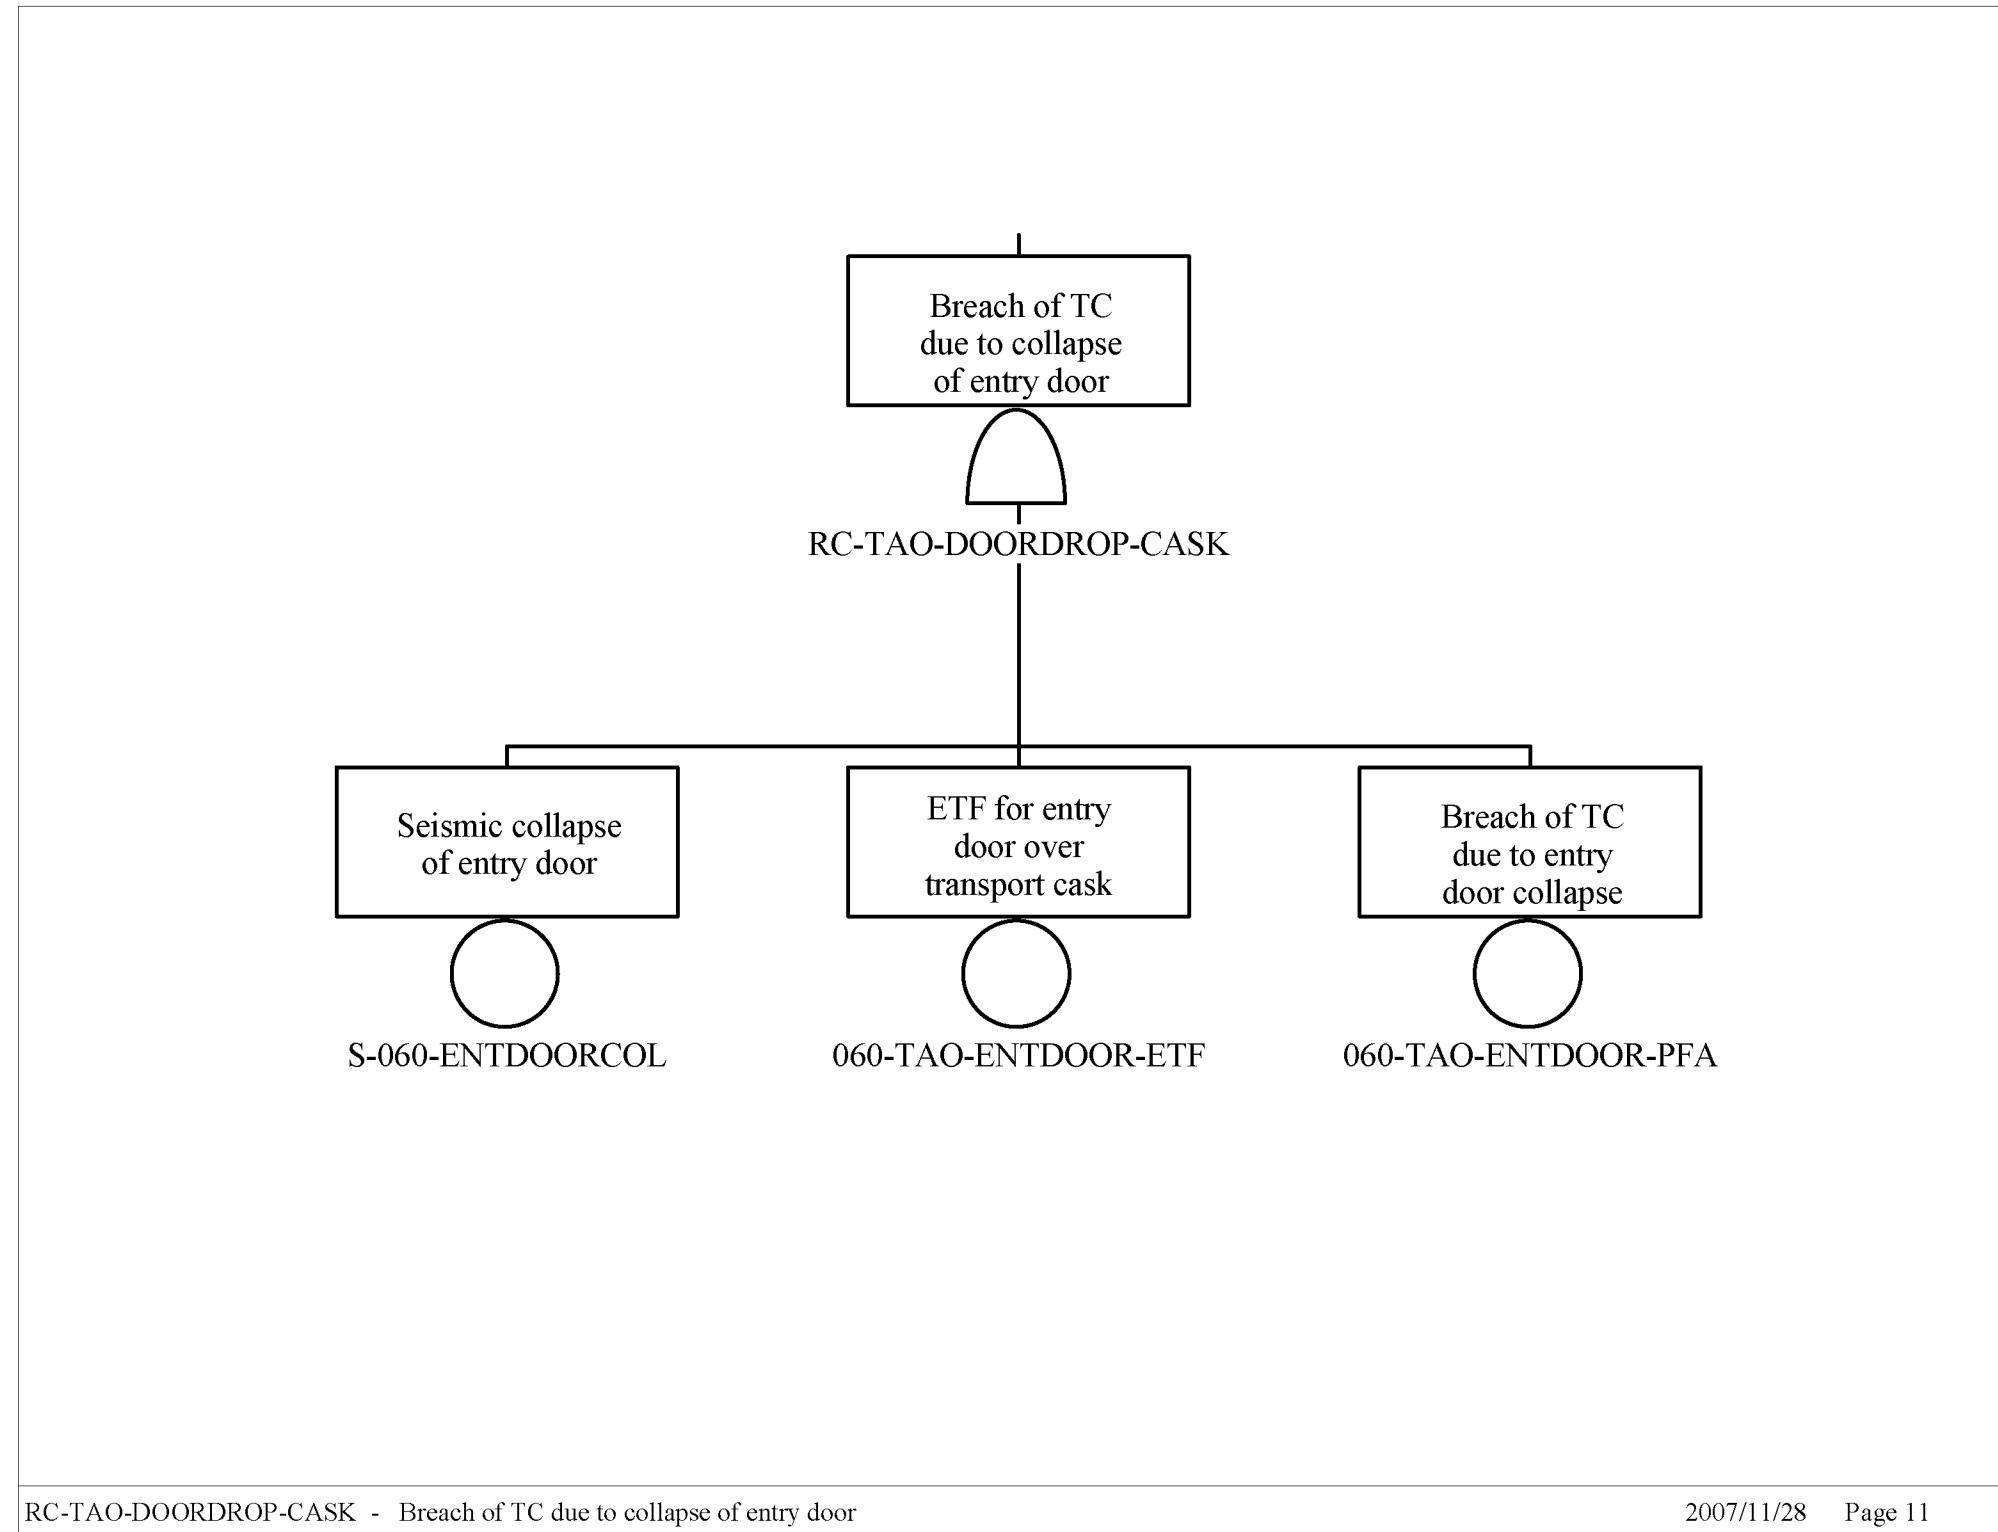 Breach of TC
due to collapse
of entry door
RC-TAO-DOORDROP-CASK
Seismic collapse
of entry door
S-060-ENTDOORCOL
ETF for entry
door over
transport cask
060-TAO-ENTDOOR-ETF
Breach of TC
due to entry
door collapse
060-TAO-ENTDOOR-PFA
RC-TAO-DOORDROP-CASK - Breach of TC due to collapse of entry door
2007/11/28 Page 11